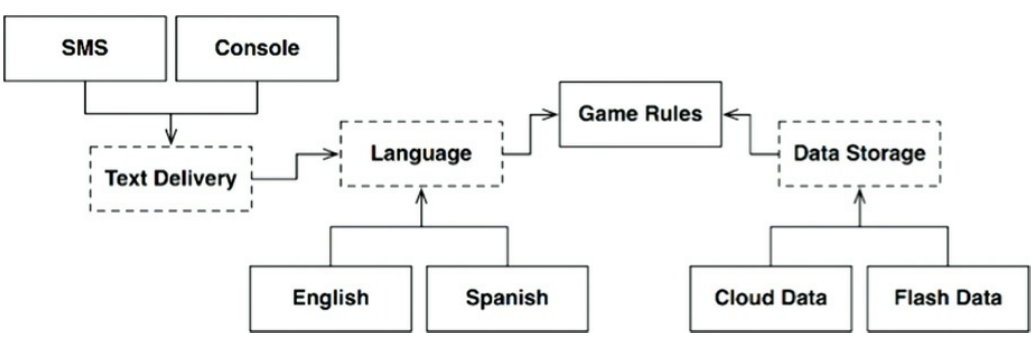 SMS
Console
Game Rules
Text Delivery
Language
Data Storage
English
Spanish
Cloud Data
Flash Data